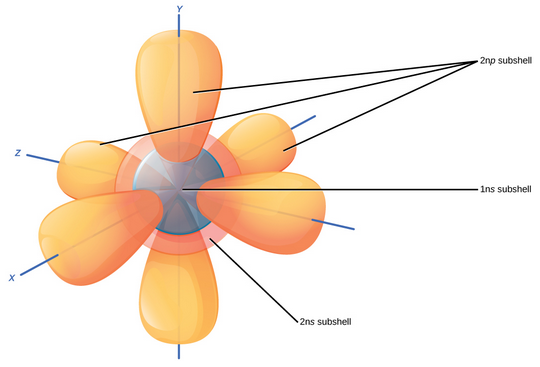 Y
2np subshell
Z
1ns subshell
X
2ns subshell